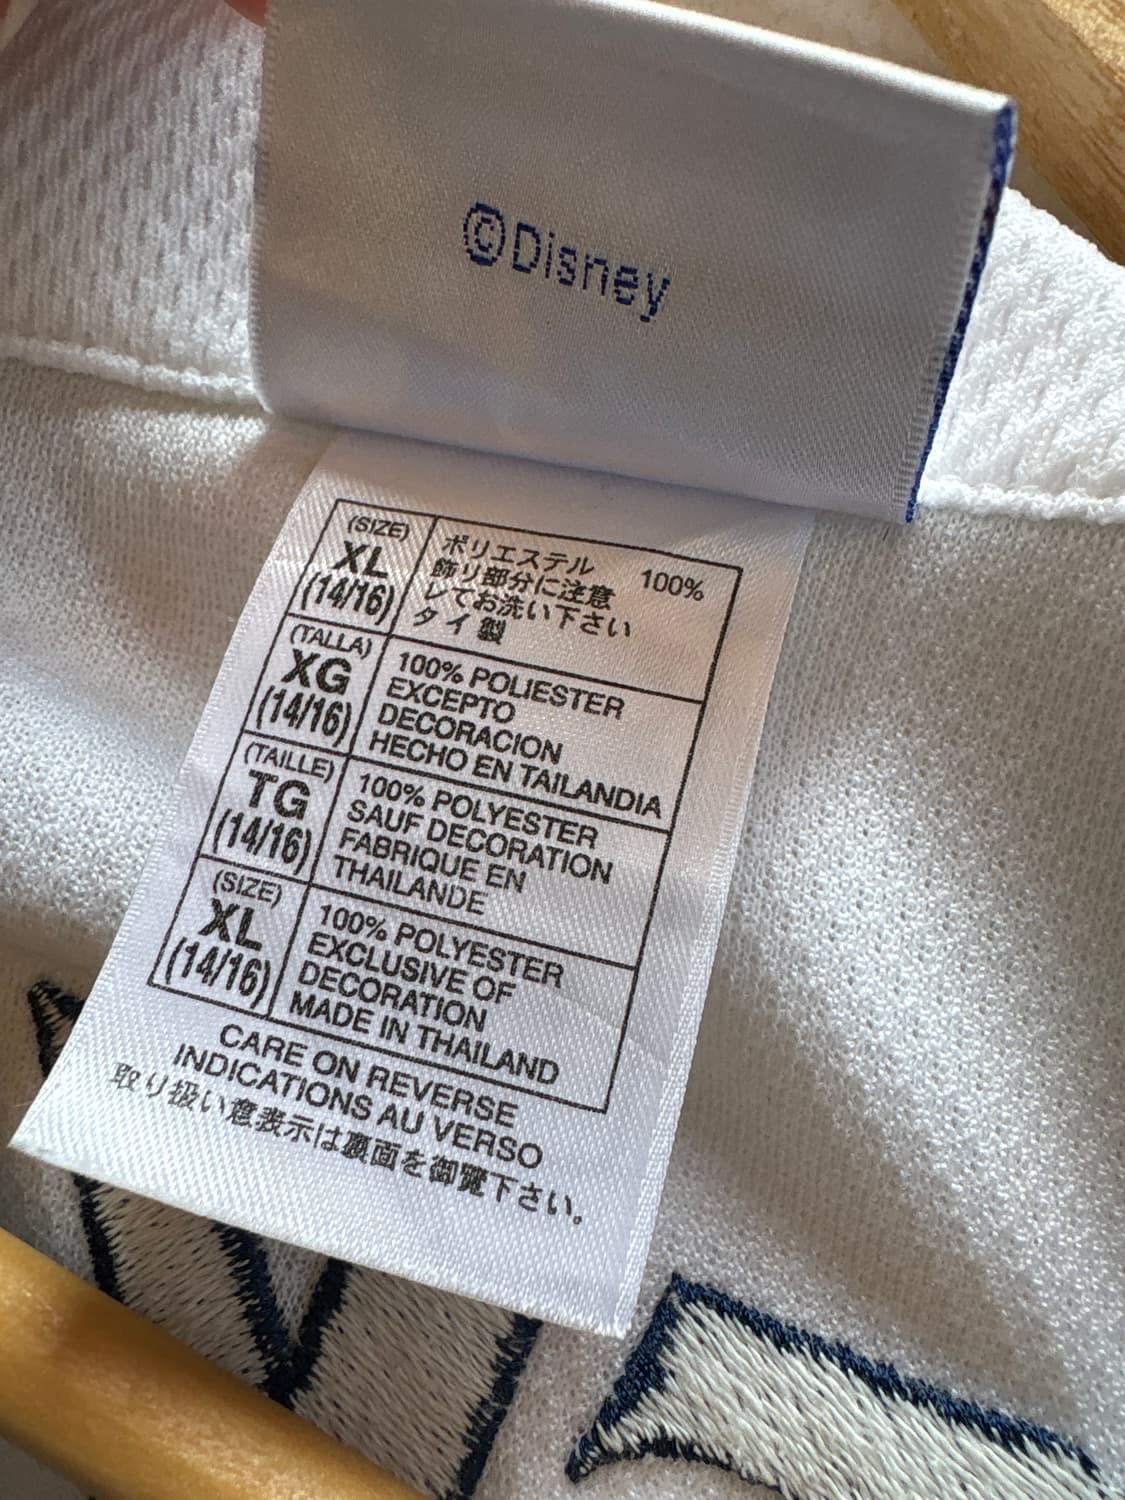 ©Disney
(SIZE)
XL
(14/16)
ポリエステル 100%
飾り部分に注意
してお洗い下さい
タイ製
(TALLA)
XG
(14/16)
100% POLIESTER
EXCEPTO
DECORACION
HECHO EN TAILANDIA
(TAILLE)
TG
(14/16)
100% POLYESTER
SAUF DECORATION
FABRIQUE EN
THAILANDE
(SIZE)
XL
(14/16)
100% POLYESTER
EXCLUSIVE OF
DECORATION
MADE IN THAILAND
CARE ON REVERSE
INDICATIONS AU VERSO
取り扱い意表示は裏面を御覽下さい。